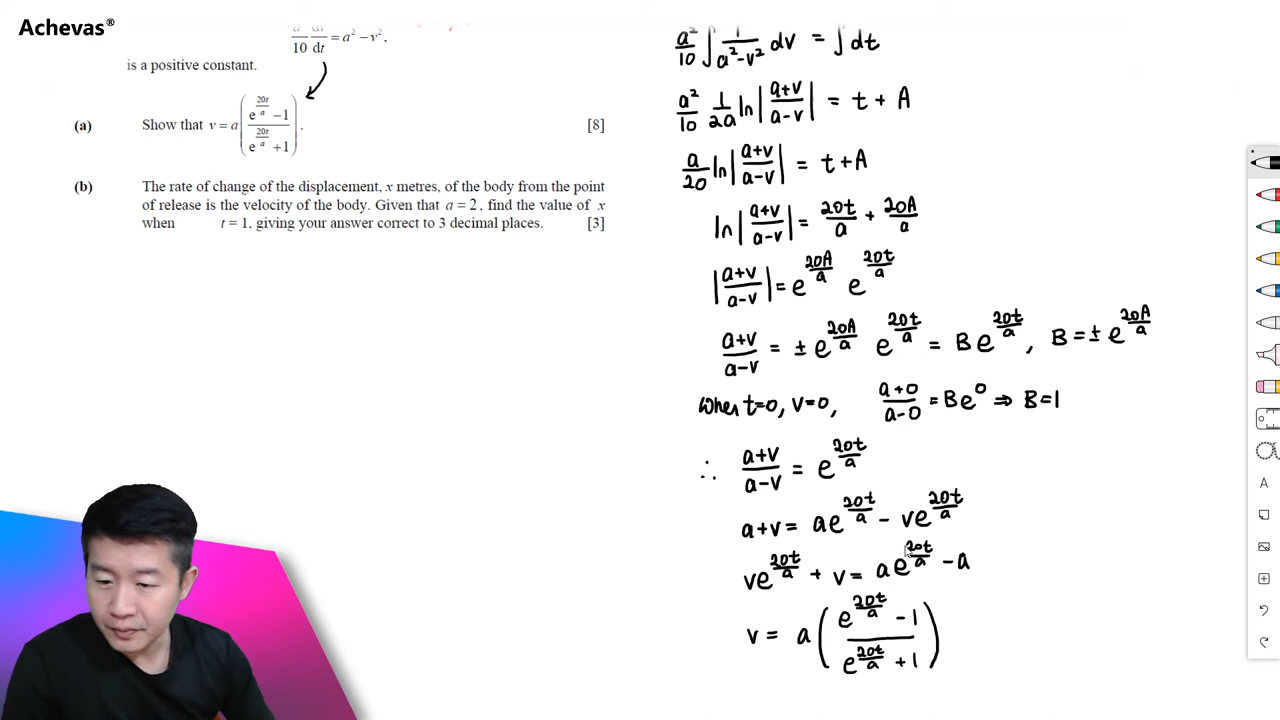 Achevas®
a²/10 dv/dt = a² − v²,
is a positive constant.
(a) Show that v = a((e^(20t/a) − 1)/(e^(20t/a) + 1)). [8]
(b) The rate of change of the displacement, x metres, of the body from the point
of release is the velocity of the body. Given that a = 2, find the value of x
when t = 1, giving your answer correct to 3 decimal places. [3]
a²/10 ∫ 1/(a²−v²) dv = ∫ dt
a²/10 1/2a ln|(a+v)/(a−v)| = t + A
a/20 ln|(a+v)/(a−v)| = t+A
ln|(a+v)/(a−v)| = 20t/a + 20A/a
|(a+v)/(a−v)| = e^(20A/a) e^(20t/a)
(a+v)/(a−v) = ± e^(20A/a) e^(20t/a) = Be^(20t/a), B = ± e^(20A/a)
When t=0, v=0, (a+0)/(a−0) = Be⁰ ⇒ B=1
∴ (a+v)/(a−v) = e^(20t/a)
a+v = ae^(20t/a) − ve^(20t/a)
ve^(20t/a) + v = ae^(20t/a) − a
v = a((e^(20t/a) − 1)/(e^(20t/a) + 1))
A